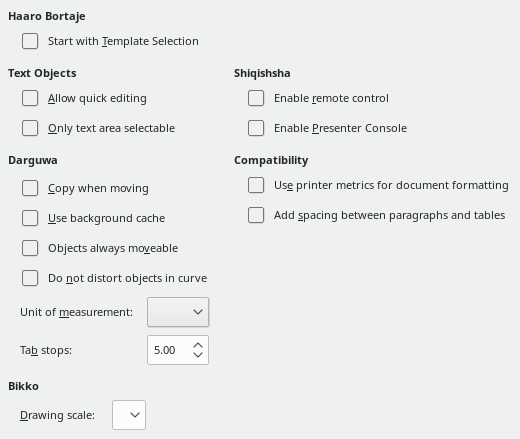 Haaro Bortaje
Start with Template Selection
Text Objects
Allow quick editing
Only text area selectable
Shiqishsha
Enable remote control
Enable Presenter Console
Darguwa
Copy when moving
Use background cache
Objects always moveable
Do not distort objects in curve
Unit of measurement:
Tab stops: 5.00
Compatibility
Use printer metrics for document formatting
Add spacing between paragraphs and tables
Bikko
Drawing scale: